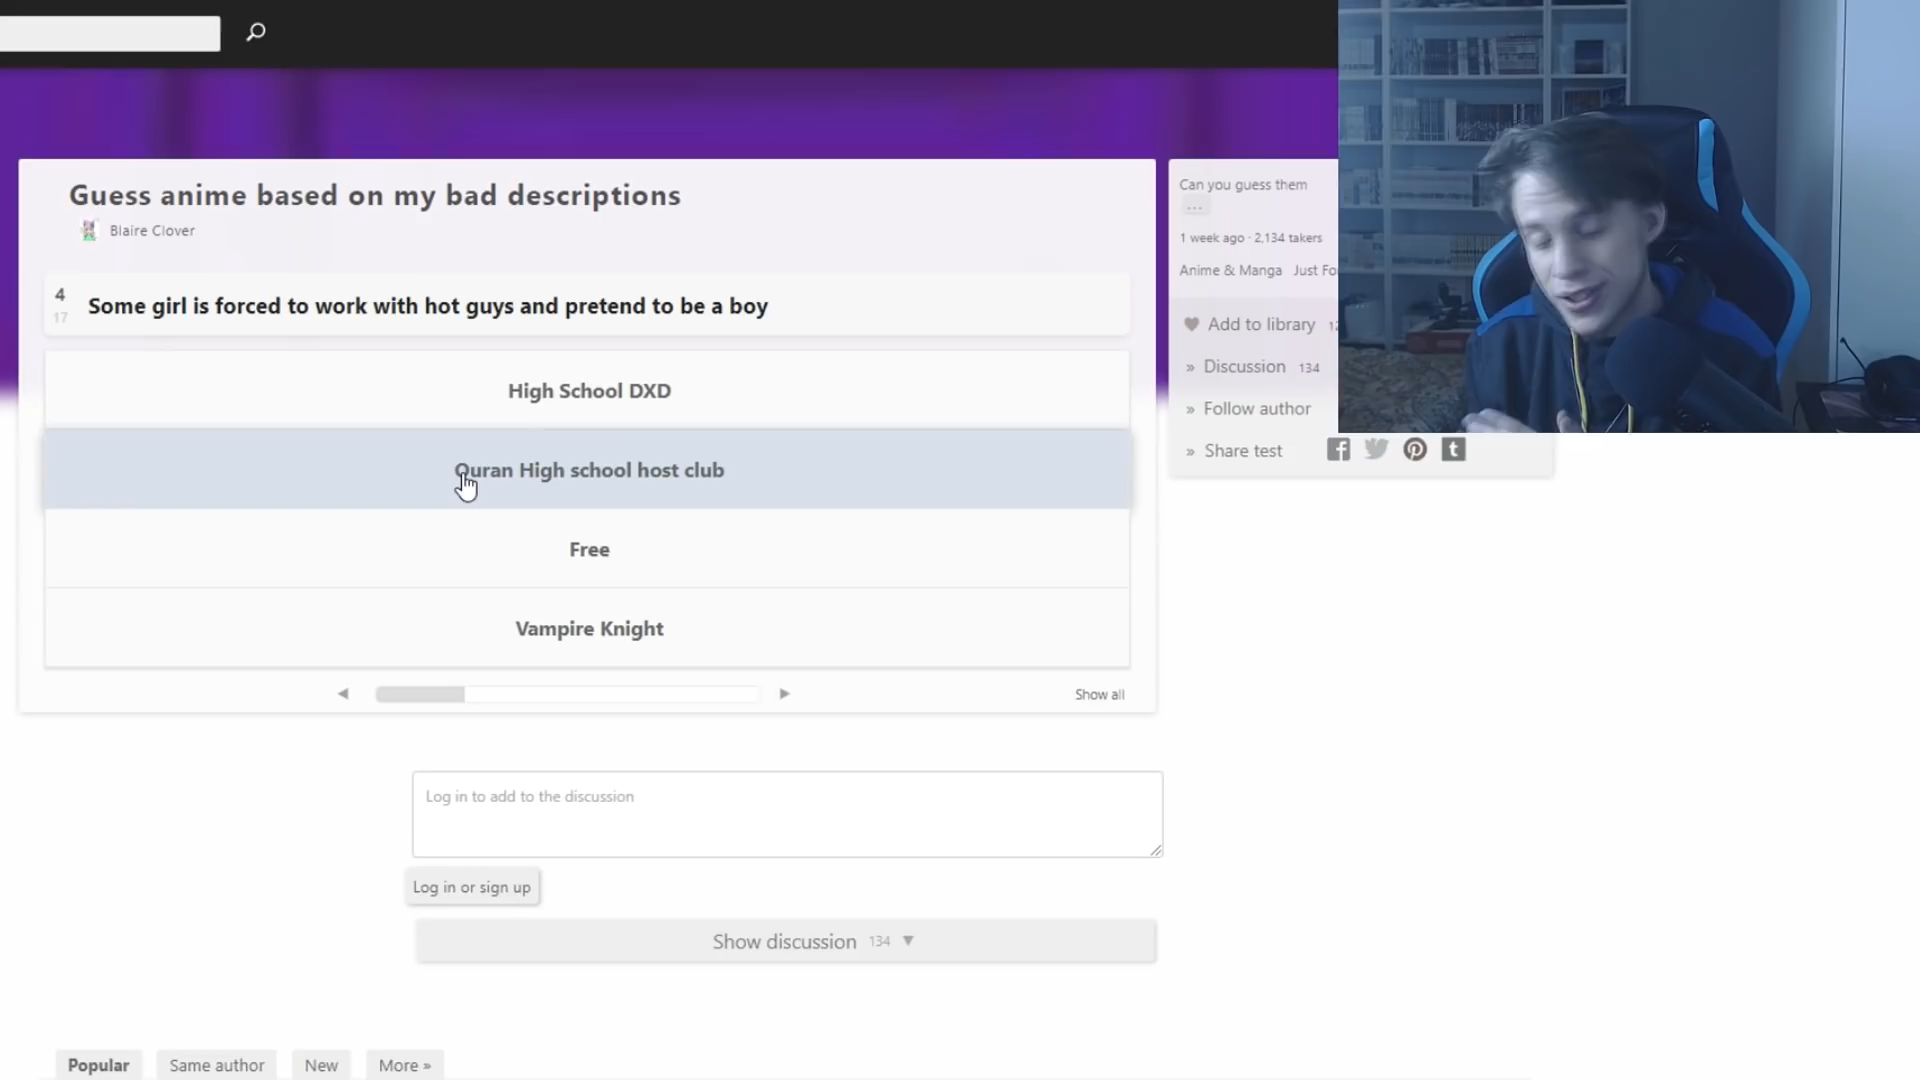 Guess anime based on my bad descriptions
Blaire Clover
4
17
Some girl is forced to work with hot guys and pretend to be a boy
High School DXD
Ouran High school host club
Free
Vampire Knight
Show all
Can you guess them
...
1 week ago · 2,134 takers
Anime & Manga Just Fo
Add to library
» Discussion 134
» Follow author
» Share test
Log in to add to the discussion
Log in or sign up
Show discussion 134 ▼
Popular Same author New More »